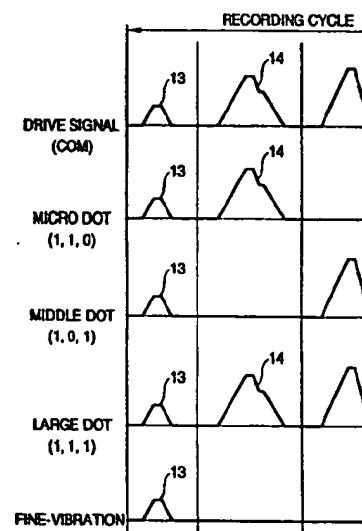 RECORDING CYCLE
13
14
DRIVE SIGNAL
(COM)
13
14
MICRO DOT
(1, 1, 0)
13
MIDDLE DOT
(1, 0, 1)
13
14
LARGE DOT
(1, 1, 1)
13
FINE-VIBRATION